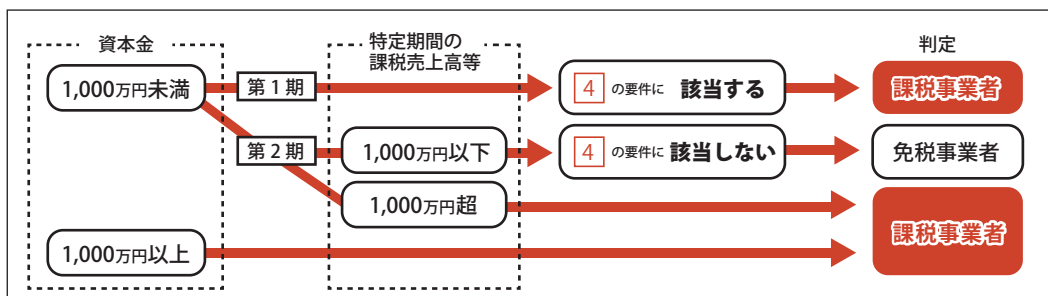 資本金
特定期間の
課税売上高等
判定
1,000万円未満
第1期
4 の要件に 該当する
課税事業者
第2期
1,000万円以下
4 の要件に 該当しない
免税事業者
1,000万円超
1,000万円以上
課税事業者